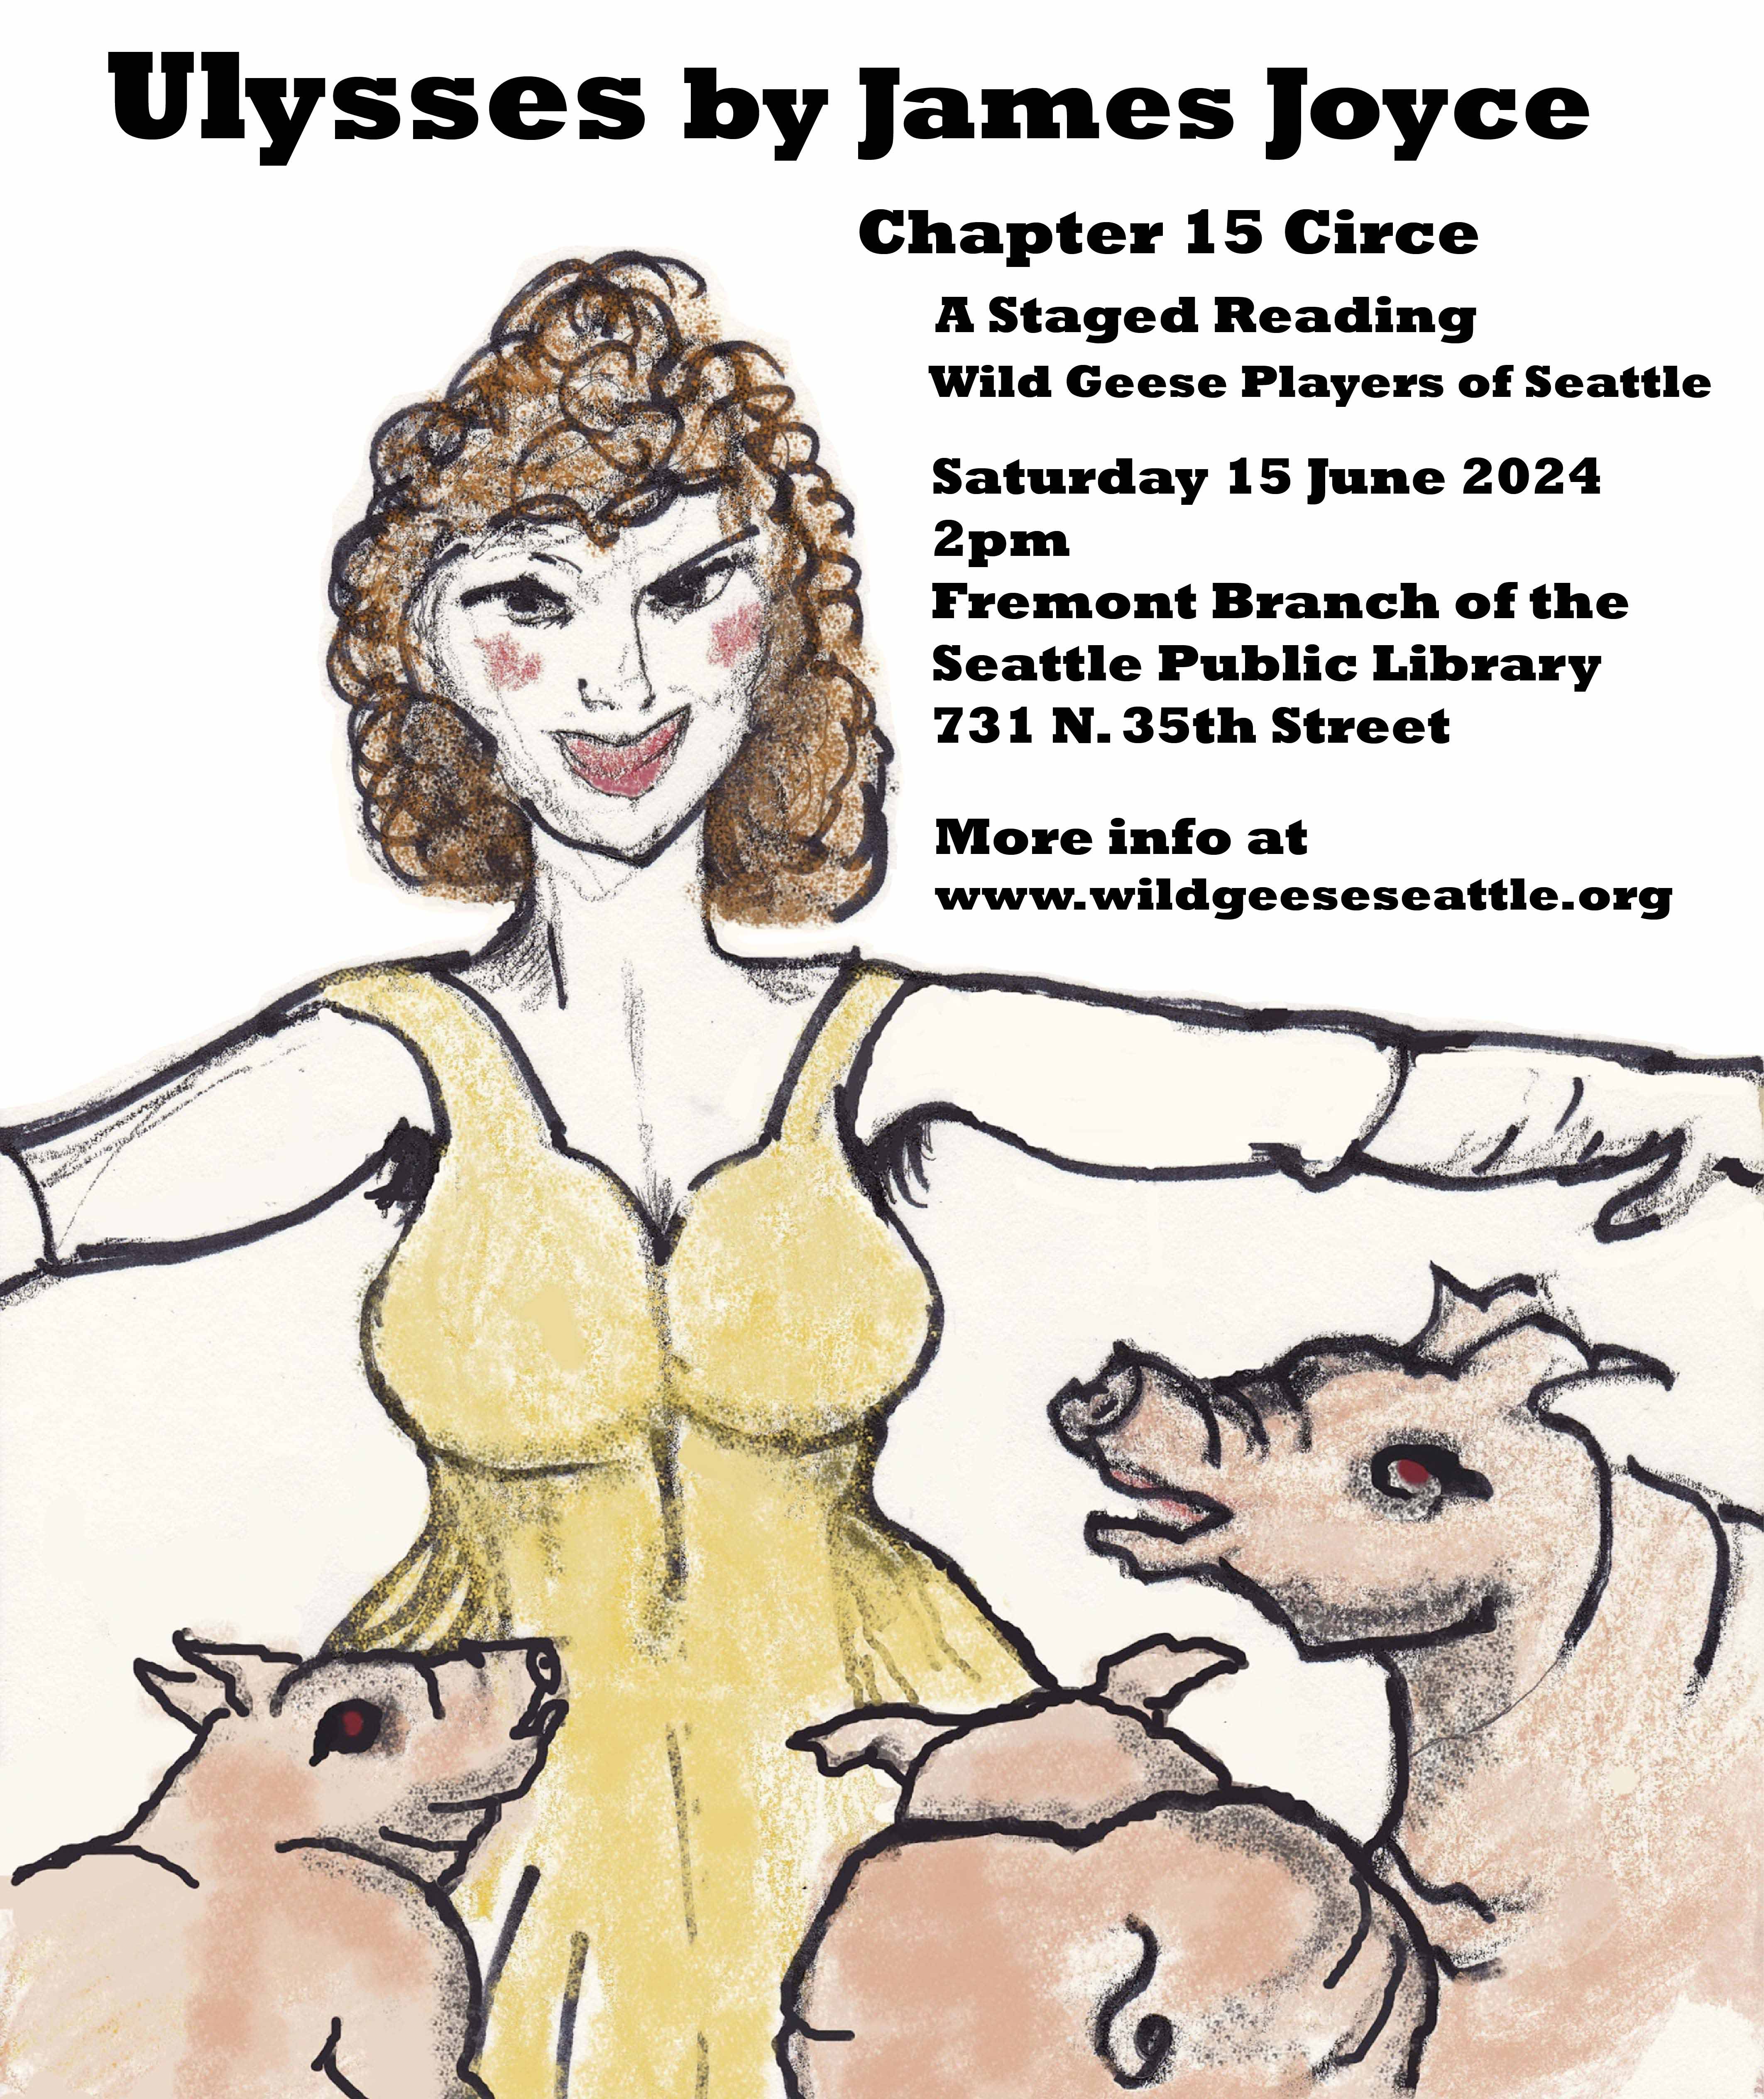 Ulysses by James Joyce
Chapter 15 Circe
A Staged Reading
Wild Geese Players of Seattle
Saturday 15 June 2024
2pm
Fremont Branch of the
Seattle Public Library
731 N. 35th Street
More info at
www.wildgeeseseattle.org